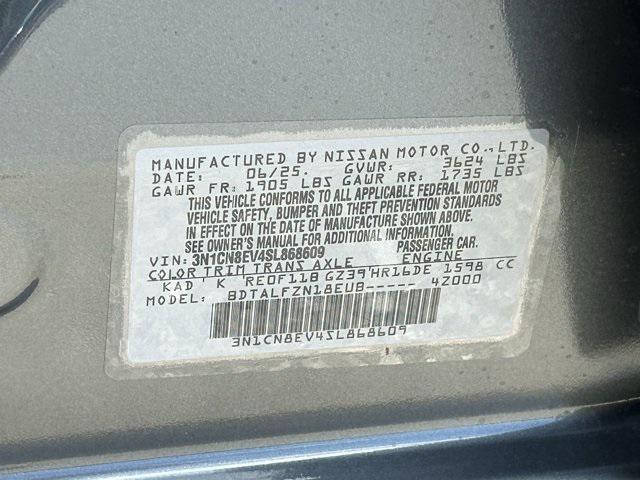 MANUFACTURED BY NISSAN MOTOR CO.,LTD.
DATE: 06/25. GVWR: 3624 LBS
GAWR FR: 1905 LBS GAWR RR: 1735 LBS
THIS VEHICLE CONFORMS TO ALL APPLICABLE FEDERAL MOTOR
VEHICLE SAFETY, BUMPER AND THEFT PREVENTION STANDARDS
IN EFFECT ON THE DATE OF MANUFACTURE SHOWN ABOVE.
SEE OWNER'S MANUAL FOR ADDITIONAL INFORMATION.
VIN: 3N1CN8EV4SL868609 PASSENGER CAR.
COLOR TRIM TRANS AXLE ENGINE
KAD K RE0F11B GZ39 HR16DE 1598 CC
MODEL: BDTALFZN18EUB----- 4Z000
3N1CN8EV4SL868609